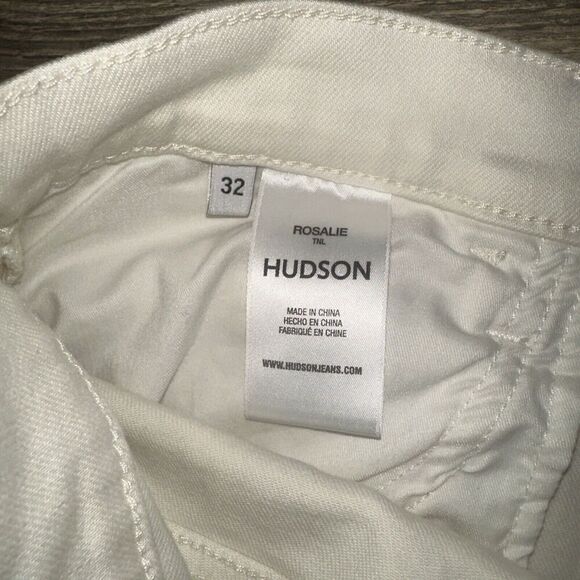 32
ROSALIE
TNL
HUDSON
MADE IN CHINA
HECHO EN CHINA
FABRIQUÉ EN CHINE
WWW.HUDSONJEANS.COM